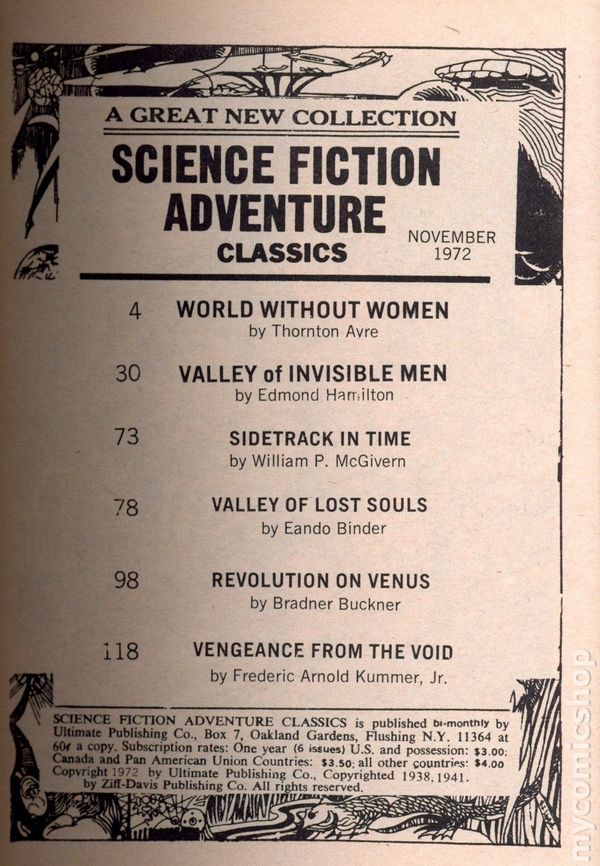 A GREAT NEW COLLECTION
SCIENCE FICTION
ADVENTURE
CLASSICS
NOVEMBER
1972
4 WORLD WITHOUT WOMEN
by Thornton Ayre
30 VALLEY of INVISIBLE MEN
by Edmond Hamilton
73 SIDETRACK IN TIME
by William P. McGivern
78 VALLEY OF LOST SOULS
by Eando Binder
98 REVOLUTION ON VENUS
by Bradner Buckner
118 VENGEANCE FROM THE VOID
by Frederic Arnold Kummer, Jr.
SCIENCE FICTION ADVENTURE CLASSICS is published bi-monthly by
Ultimate Publishing Co., Box 7, Oakland Gardens, Flushing N.Y. 11364 at
60¢ a copy. Subscription rates: One year (6 issues) U.S. and possession: $3.00;
Canada and Pan American Union Countries: $3.50; all other countries: $4.00
Copyright 1972 by Ultimate Publishing Co., Copyrighted 1938, 1941.
by Ziff-Davis Publishing Co. All rights reserved.
mycomicshop